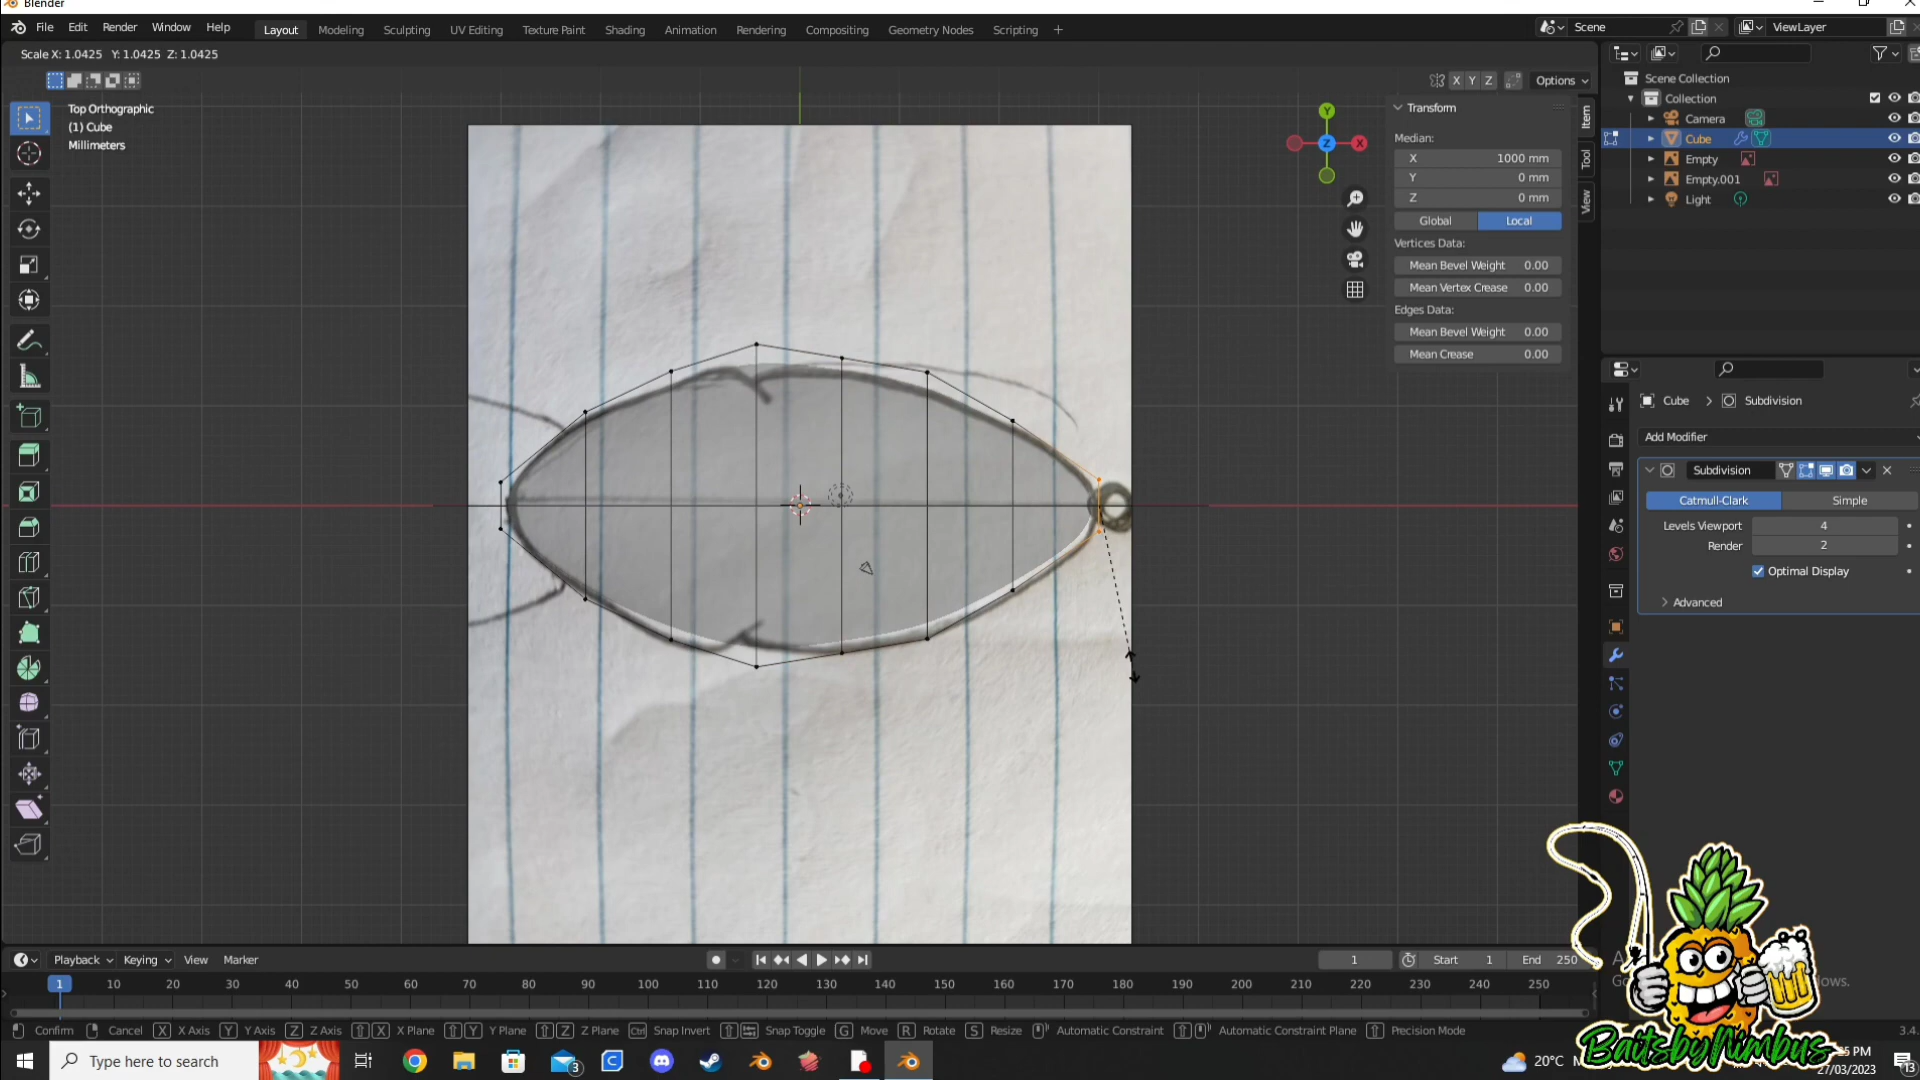 Blender
File Edit Render Window Help
Layout Modeling Sculpting UV Editing Texture Paint Shading Animation Rendering Compositing Geometry Nodes Scripting +
Scene
ViewLayer
Scale X: 1.0425 Y: 1.0425 Z: 1.0425
X Y Z
Options
Top Orthographic
(1) Cube
Millimeters
Y
Z
X
Transform
Median:
X 1000 mm
Y 0 mm
Z 0 mm
Global Local
Vertices Data:
Mean Bevel Weight 0.00
Mean Vertex Crease 0.00
Edges Data:
Mean Bevel Weight 0.00
Mean Crease 0.00
Item
Tool
View
Scene Collection
Collection
Camera
Cube
Empty
Empty.001
Light
Cube > Subdivision
Add Modifier
Subdivision
Catmull-Clark Simple
Levels Viewport 4
Render 2
Optimal Display
Advanced
Playback Keying View Marker
1 Start 1 End 250
1 10 20 30 40 50 60 70 80 90 100 110 120 130 140 150 160 170 180 190 200 210 220 230 240 250
Confirm Cancel X X Axis Y Y Axis Z Z Axis X X Plane Y Y Plane Z Z Plane Ctrl Snap Invert Snap Toggle G Move R Rotate S Resize Automatic Constraint Automatic Constraint Plane Precision Mode
3.4.
BaitsbyNimbus
Type here to search
3
20°C
PM
27/03/2023
13